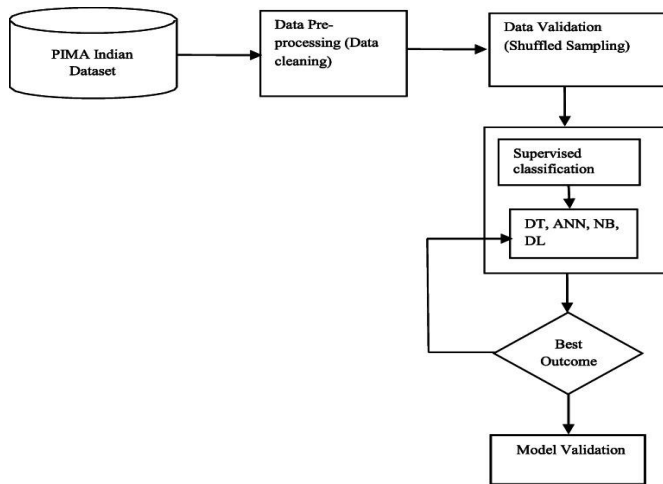 PIMA Indian
Dataset
Data Pre-
processing (Data
cleaning)
Data Validation
(Shuffled Sampling)
Supervised
classification
DT, ANN, NB,
DL
Best
Outcome
Model Validation